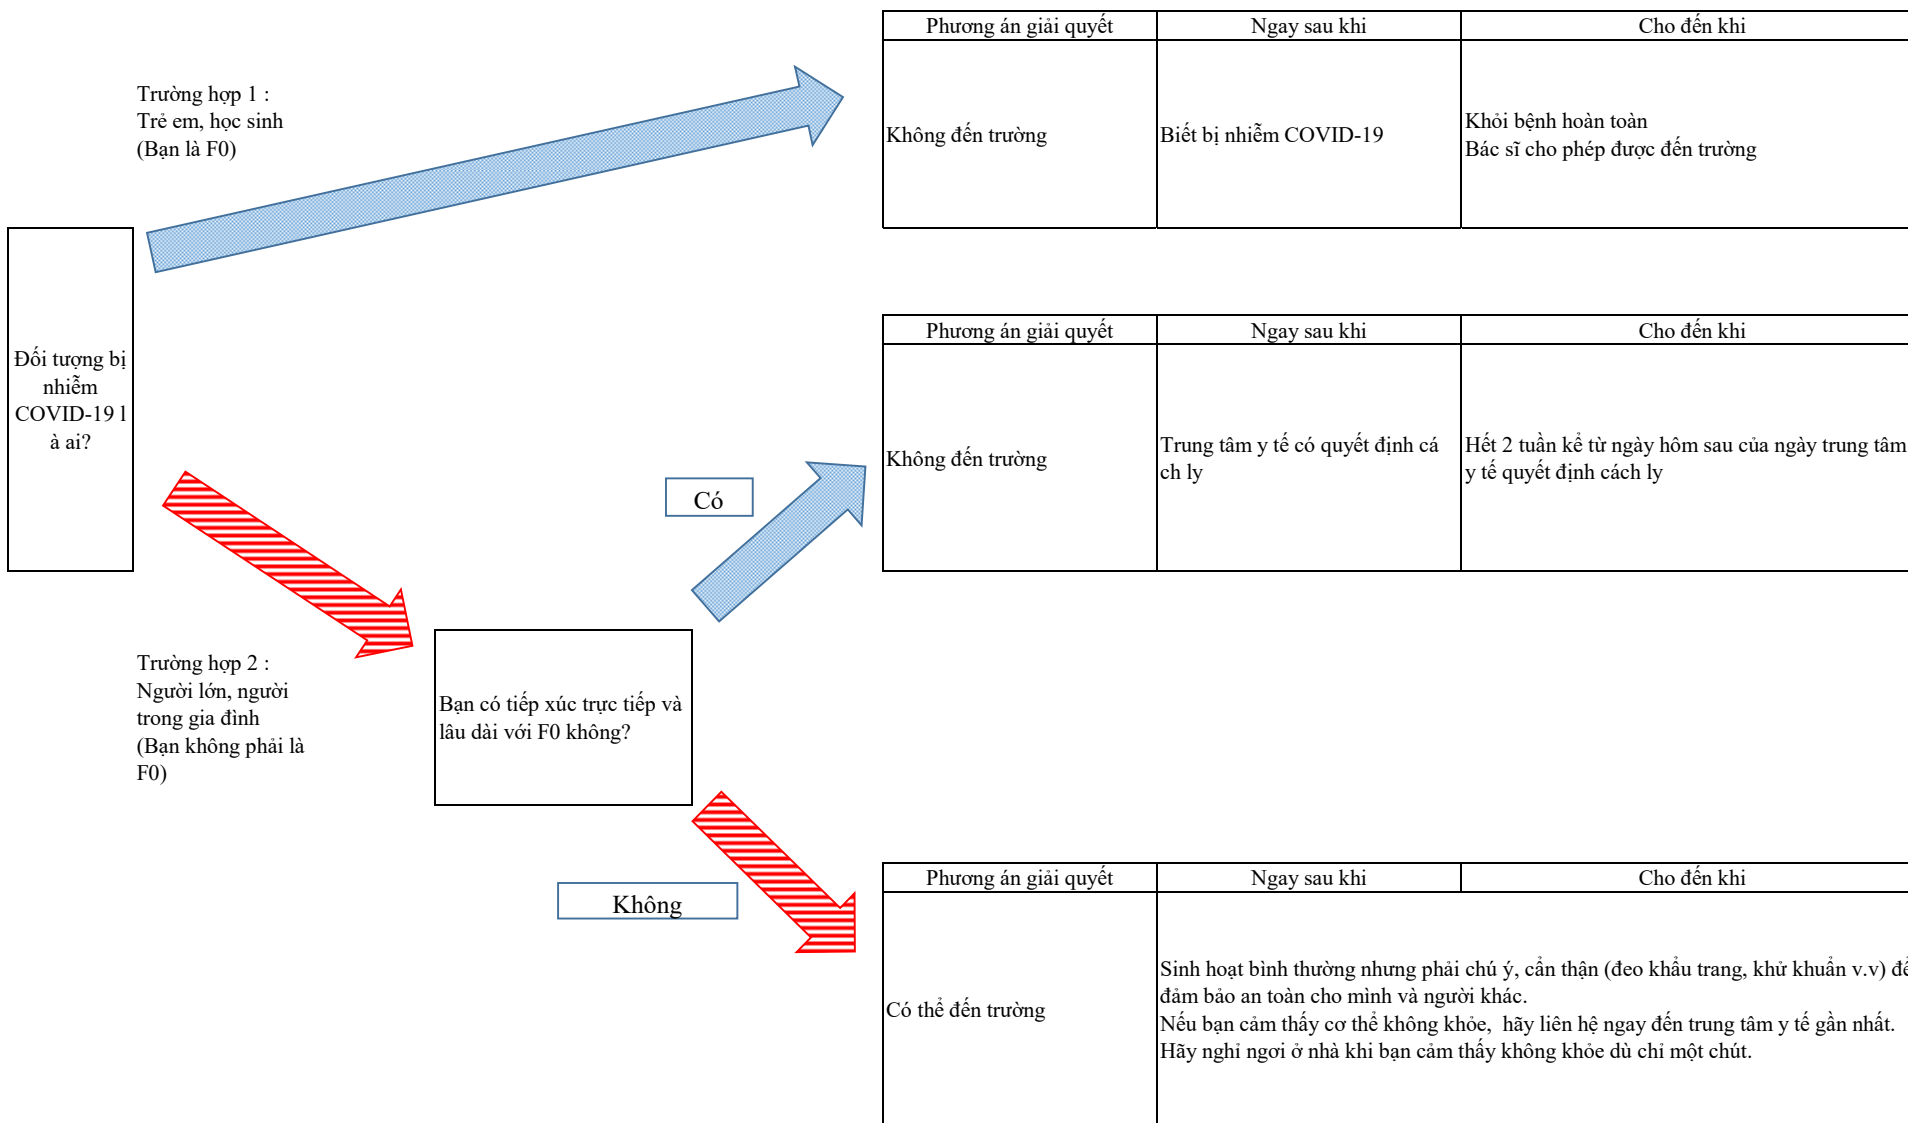 Phương án giải quyết Ngay sau khi Cho đến khi
Trường hợp 1 :
Trẻ em, học sinh
(Bạn là F0)
Không đến trường
Biết bị nhiễm COVID-19
Khỏi bệnh hoàn toàn
Bác sĩ cho phép được đến trường
Đối tượng bị
nhiễm
COVID-19 l
à ai?
Phương án giải quyết Ngay sau khi Cho đến khi
Không đến trường
Trung tâm y tế có quyết định cá
ch ly
Hết 2 tuần kể từ ngày hôm sau của ngày trung tâm
y tế quyết định cách ly
Có
Trường hợp 2 :
Người lớn, người
trong gia đình
(Bạn không phải là
F0)
Bạn có tiếp xúc trực tiếp và
lâu dài với F0 không?
Không
Phương án giải quyết Ngay sau khi Cho đến khi
Có thể đến trường
Sinh hoạt bình thường nhưng phải chú ý, cẩn thận (đeo khẩu trang, khử khuẩn v.v) để
đảm bảo an toàn cho mình và người khác.
Nếu bạn cảm thấy cơ thể không khỏe, hãy liên hệ ngay đến trung tâm y tế gần nhất.
Hãy nghỉ ngơi ở nhà khi bạn cảm thấy không khỏe dù chỉ một chút.